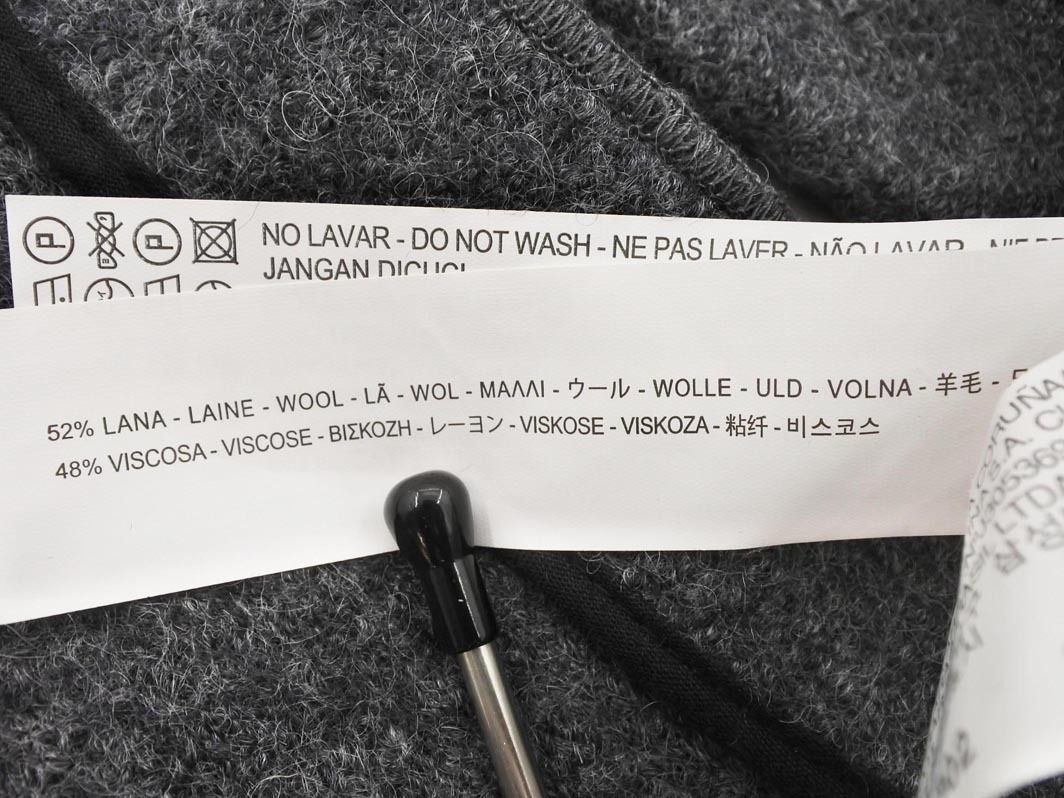 NO LAVAR - DO NOT WASH - NE PAS LAVER - NÃO LAVAR -
JANGAN DICUCI
52% LANA - LAINE - WOOL - LÃ - WOL - ΜΑΛΛΙ - ウール - WOLLE - ULD - VOLNA - 羊毛 -
48% VISCOSA - VISCOSE - ΒΙΣΚΟΖΗ - レーヨン - VISKOSE - VISKOZA - 粘纤 - 비스코스
LTDA